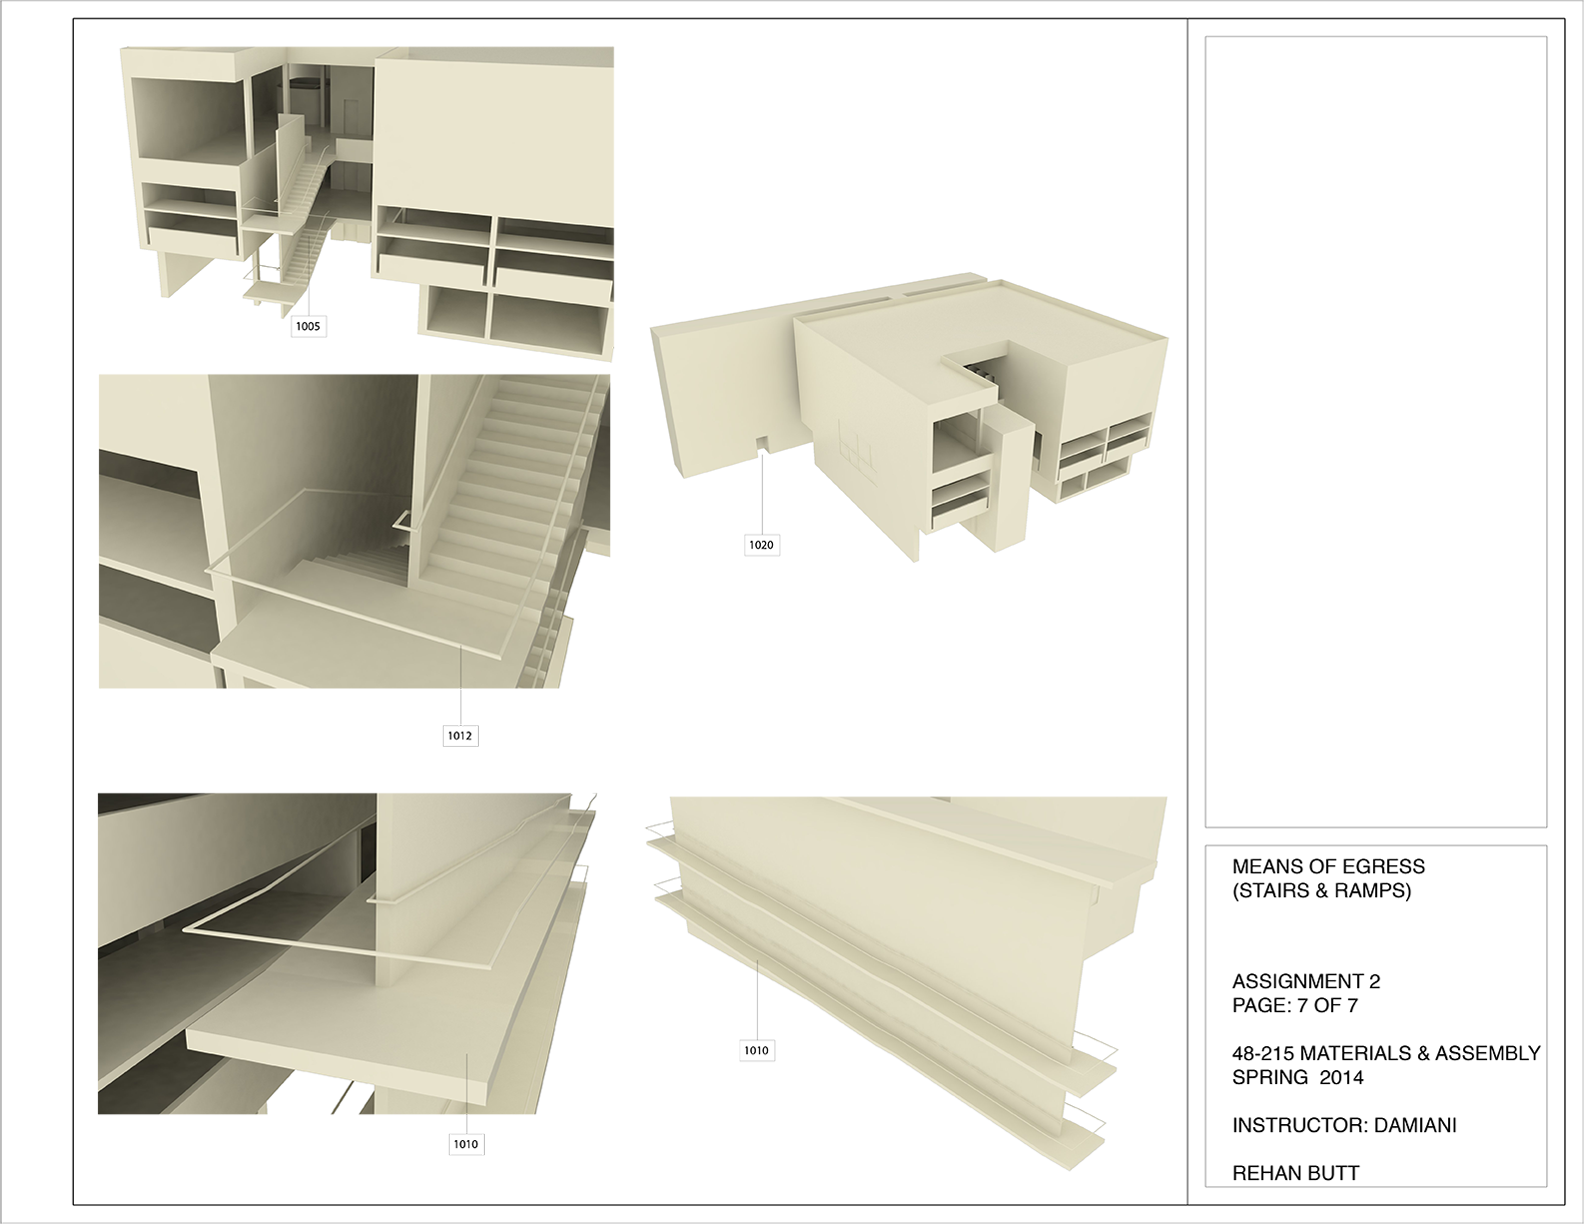 1005
1020
1012
1010
1010
MEANS OF EGRESS
(STAIRS & RAMPS)
ASSIGNMENT 2
PAGE: 7 OF 7
48-215 MATERIALS & ASSEMBLY
SPRING 2014
INSTRUCTOR: DAMIANI
REHAN BUTT